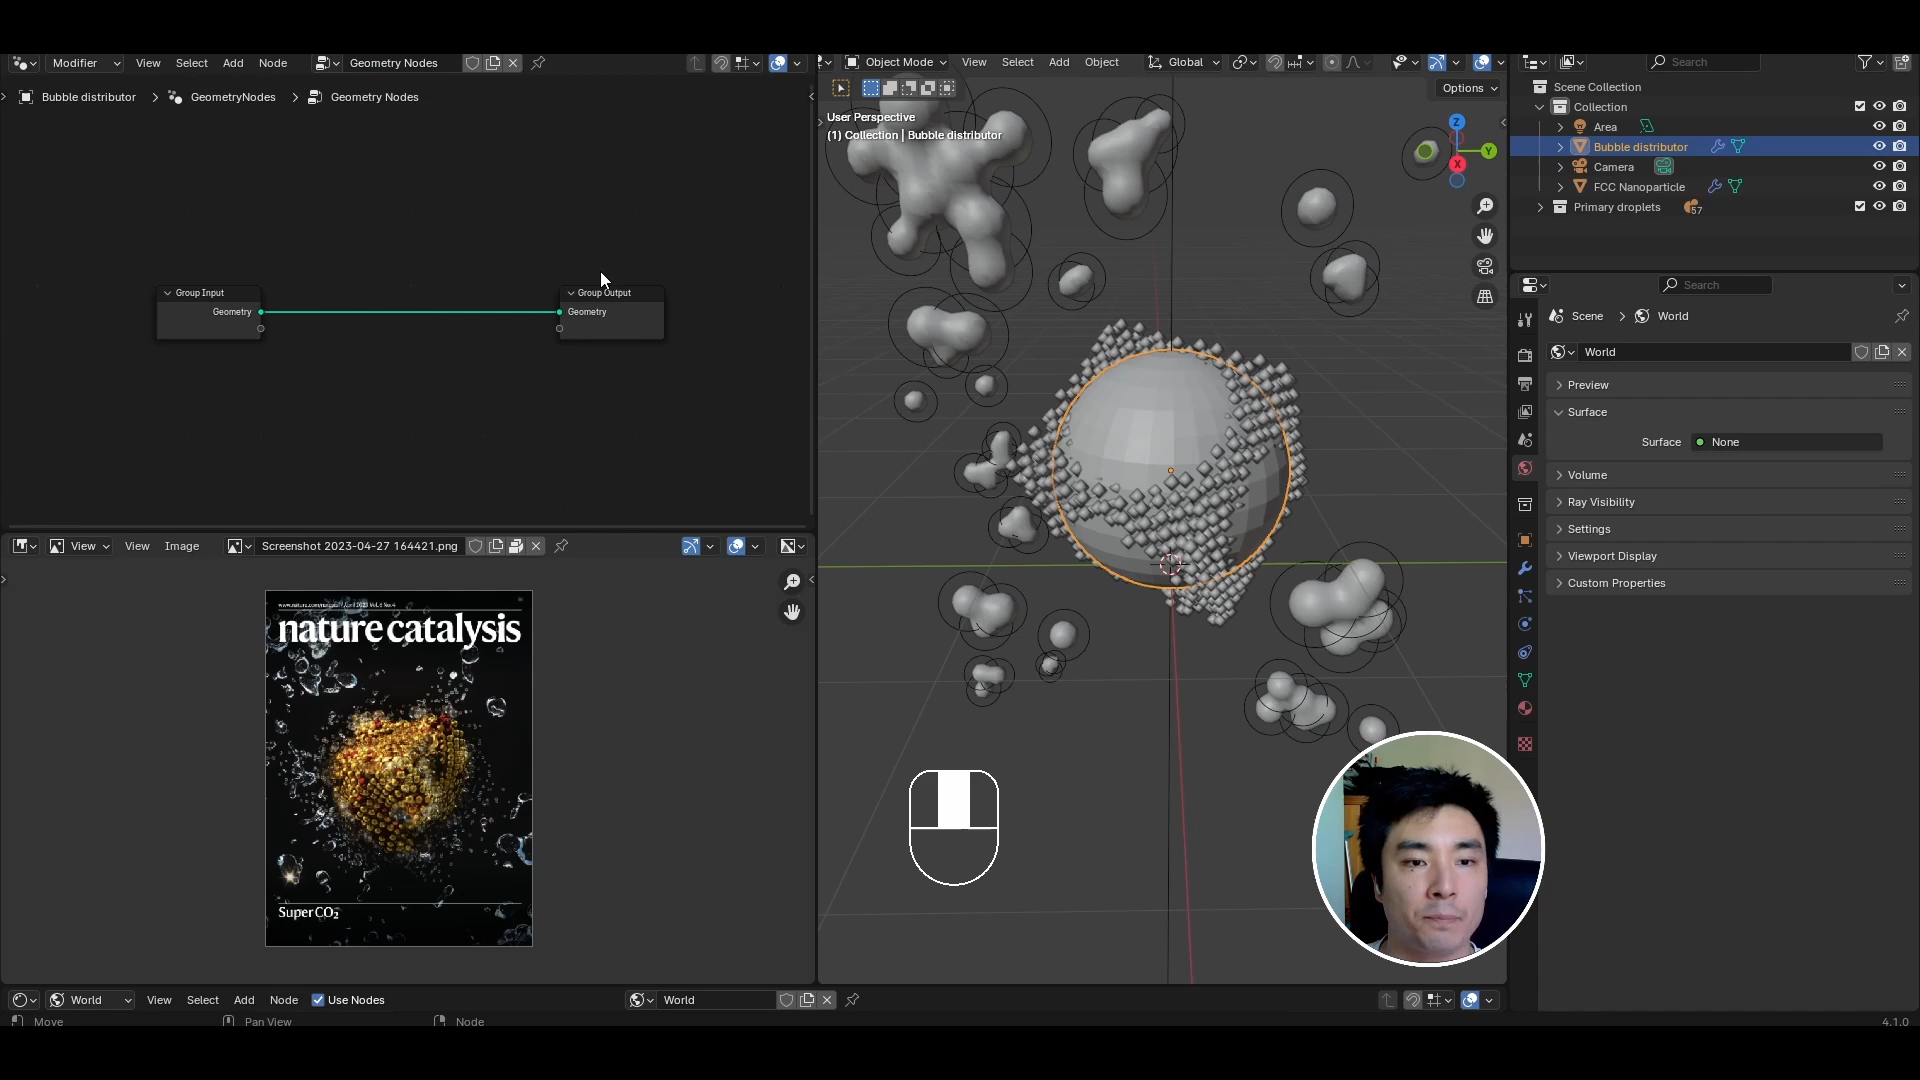 Modifier View Select Add Node Geometry Nodes
Bubble distributor GeometryNodes Geometry Nodes
Group Input
Geometry
Group Output
Geometry
View View Image Screenshot 2023-04-27 164421.png
nature catalysis
Super CO₂
World View Select Add Node Use Nodes World
Move Pan View Node
Object Mode View Select Add Object Global
Options
User Perspective
(1) Collection | Bubble distributor
Z
Y
X
Search
Scene Collection
Collection
Area
Bubble distributor
Camera
FCC Nanoparticle
Primary droplets 57
Search
Scene World
World
Preview
Surface
Surface None
Volume
Ray Visibility
Settings
Viewport Display
Custom Properties
4.1.0